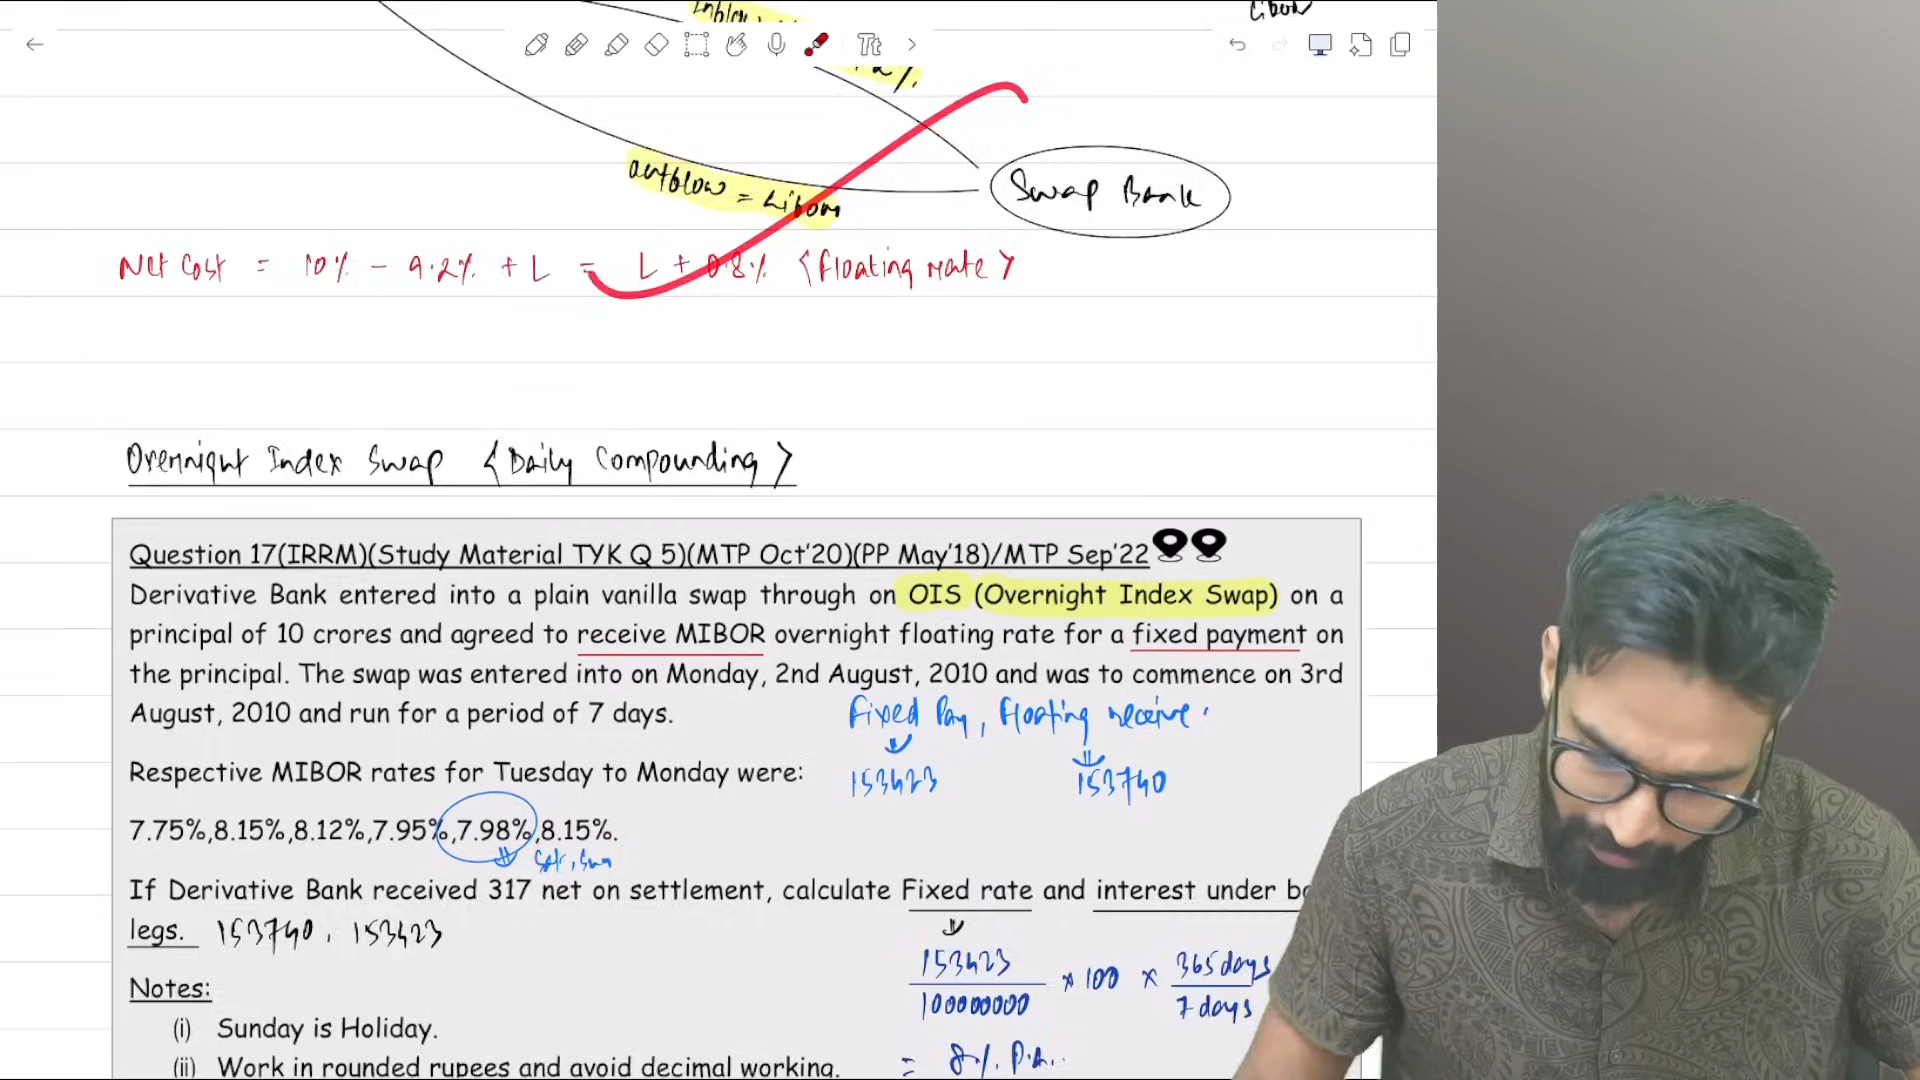 Libor
Tt
outflow = Libor
Swap Bank
Net Cost = 10% - 9.2% + L = L + 0.8% <Floating rate>
Overnight Index Swap <Daily Compounding>
Question 17(IRRM)(Study Material TYK Q 5)(MTP Oct'20)(PP May'18)/MTP Sep'22
Derivative Bank entered into a plain vanilla swap through on OIS (Overnight Index Swap) on a
principal of 10 crores and agreed to receive MIBOR overnight floating rate for a fixed payment on
the principal. The swap was entered into on Monday, 2nd August, 2010 and was to commence on 3rd
August, 2010 and run for a period of 7 days.
Fixed Pay, Floating receive.
Respective MIBOR rates for Tuesday to Monday were:
153423 153740
7.75%,8.15%,8.12%,7.95%,7.98%,8.15%.
Sat, Sun
If Derivative Bank received 317 net on settlement, calculate Fixed rate and interest under
legs. 153740, 153423
153423 / 100000000 × 100 × 365 days / 7 days
Notes:
(i) Sunday is Holiday.
(ii) Work in rounded rupees and avoid decimal working.
= 8% P.A.